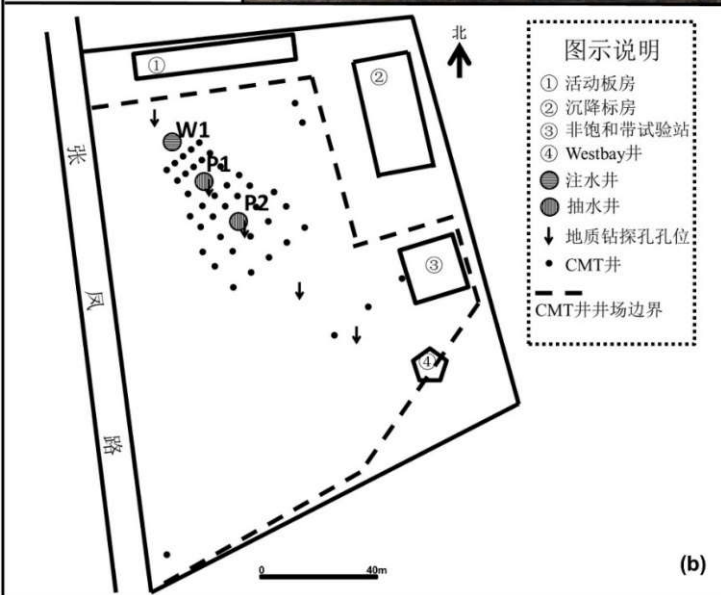 北
①
②
W1
P1
P2
张
凤
路
③
④
0
40m
(b)
图示说明
① 活动板房
② 沉降标房
③ 非饱和带试验站
④ Westbay井
注水井
抽水井
地质钻探孔孔位
CMT井
CMT井井场边界